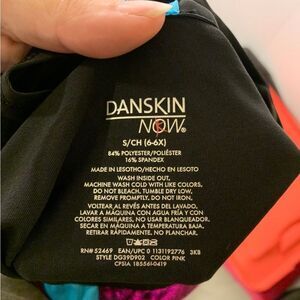 DANSKIN
NOW®
S/CH (6-6X)
84% POLYESTER/POLIÉSTER
16% SPANDEX
MADE IN LESOTHO/HECHO EN LESOTO
WASH INSIDE OUT,
MACHINE WASH COLD WITH LIKE COLORS,
DO NOT BLEACH, TUMBLE DRY LOW,
REMOVE PROMPTLY, DO NOT IRON,
VOLTEAR AL REVÉS ANTES DEL LAVADO,
LAVAR A MÁQUINA CON AGUA FRÍA Y CON
COLORES SIMILARES, NO USAR BLANQUEADOR,
SECAR EN MÁQUINA A TEMPERATURA BAJA,
RETIRAR RÁPIDAMENTE, NO PLANCHAR,
RN# 52469 EAN/UPC 0 1131192776 3KB
STYLE DG99D902 COLOR PINK
CPSIA 185561-0419